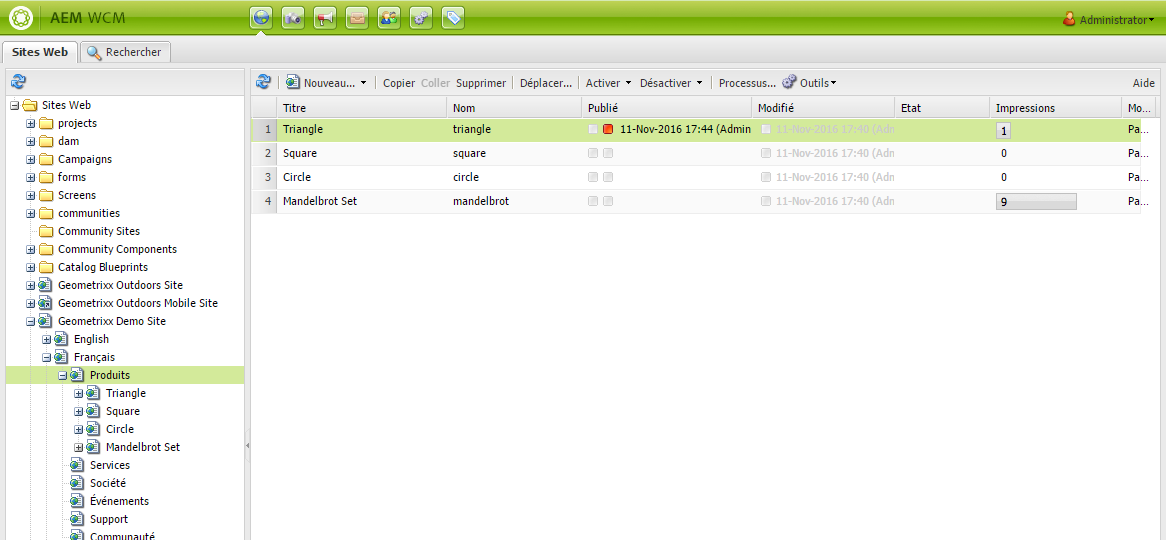 AEM WCM
Administrator
Sites Web
Rechercher
Nouveau...
Copier
Coller
Supprimer
Déplacer...
Activer
Désactiver
Processus...
Outils
Aide
Sites Web
projects
dam
Campaigns
forms
Screens
communities
Community Sites
Community Components
Catalog Blueprints
Geometrixx Outdoors Site
Geometrixx Outdoors Mobile Site
Geometrixx Demo Site
English
Français
Produits
Triangle
Square
Circle
Mandelbrot Set
Services
Société
Événements
Support
Communauté
Titre Nom Publié Modifié Etat Impressions Mo...
1 Triangle triangle 11-Nov-2016 17:44 (Admin 11-Nov-2016 17:40 (Adn 1 Pa...
2 Square square 11-Nov-2016 17:40 (Adn 0 Pa...
3 Circle circle 11-Nov-2016 17:40 (Adn 0 Pa...
4 Mandelbrot Set mandelbrot 11-Nov-2016 17:40 (Adn 9 Pa...